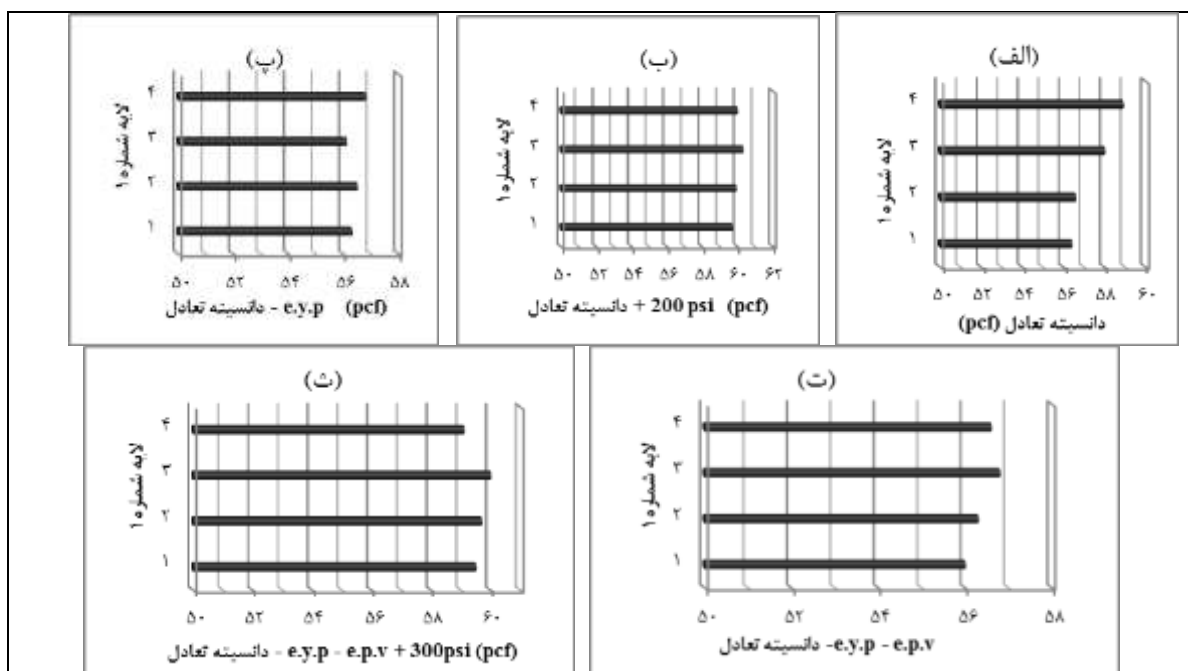 (الف)
لایه شماره ۱
۴
۳
۲
۱
۵۰ ۵۲ ۵۴ ۵۶ ۵۸ ۶۰
دانسیته تعادل (pcf)
(ب)
لایه شماره ۱
۴
۳
۲
۱
۵۰ ۵۲ ۵۴ ۵۶ ۵۸ ۶۰ ۶۲
دانسیته تعادل + 200 psi (pcf)
(پ)
لایه شماره ۱
۴
۳
۲
۱
۵۰ ۵۲ ۵۴ ۵۶ ۵۸
دانسیته تعادل - e.y.p (pcf)
(ت)
لایه شماره ۱
۴
۳
۲
۱
۵۰ ۵۲ ۵۴ ۵۶ ۵۸
دانسیته تعادل -e.y.p - e.p.v
(ث)
لایه شماره ۱
۴
۳
۲
۱
۵۰ ۵۲ ۵۴ ۵۶ ۵۸ ۶۰
دانسیته تعادل - e.y.p - e.p.v + 300psi (pcf)